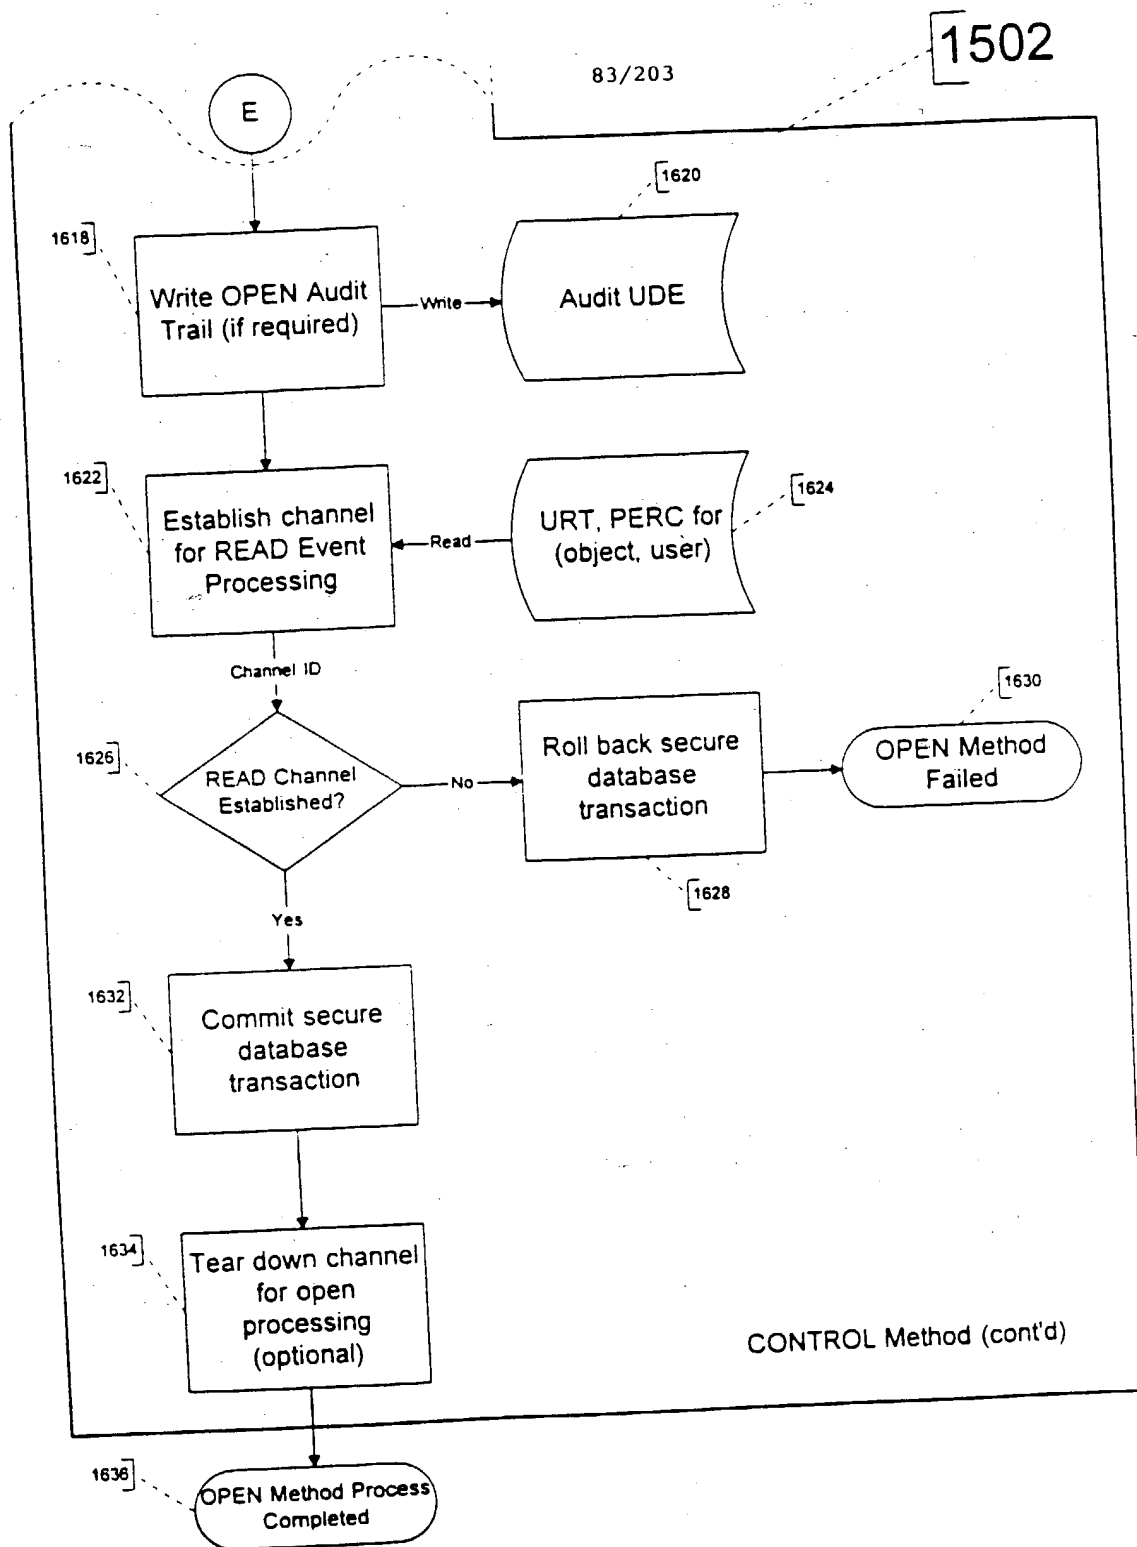 1502
83/203
E
1620
1618
Write OPEN Audit
Trail (if required)
Write
Audit UDE
1622
Establish channel
for READ Event
Processing
Read
URT, PERC for
(object, user)
1624
Channel ID
1626
READ Channel
Established?
No
Roll back secure
database
transaction
1628
1630
OPEN Method
Failed
Yes
1632
Commit secure
database
transaction
1634
Tear down channel
for open
processing
(optional)
CONTROL Method (cont'd)
1636
OPEN Method Process
Completed